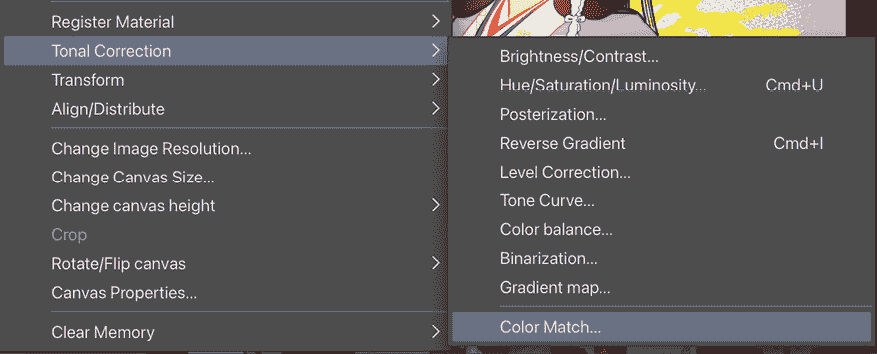 Register Material
Tonal Correction
Transform
Align/Distribute
Change Image Resolution...
Change Canvas Size...
Change canvas height
Crop
Rotate/Flip canvas
Canvas Properties...
Clear Memory
Brightness/Contrast...
Hue/Saturation/Luminosity... Cmd+U
Posterization...
Reverse Gradient Cmd+I
Level Correction...
Tone Curve...
Color balance...
Binarization...
Gradient map...
Color Match...